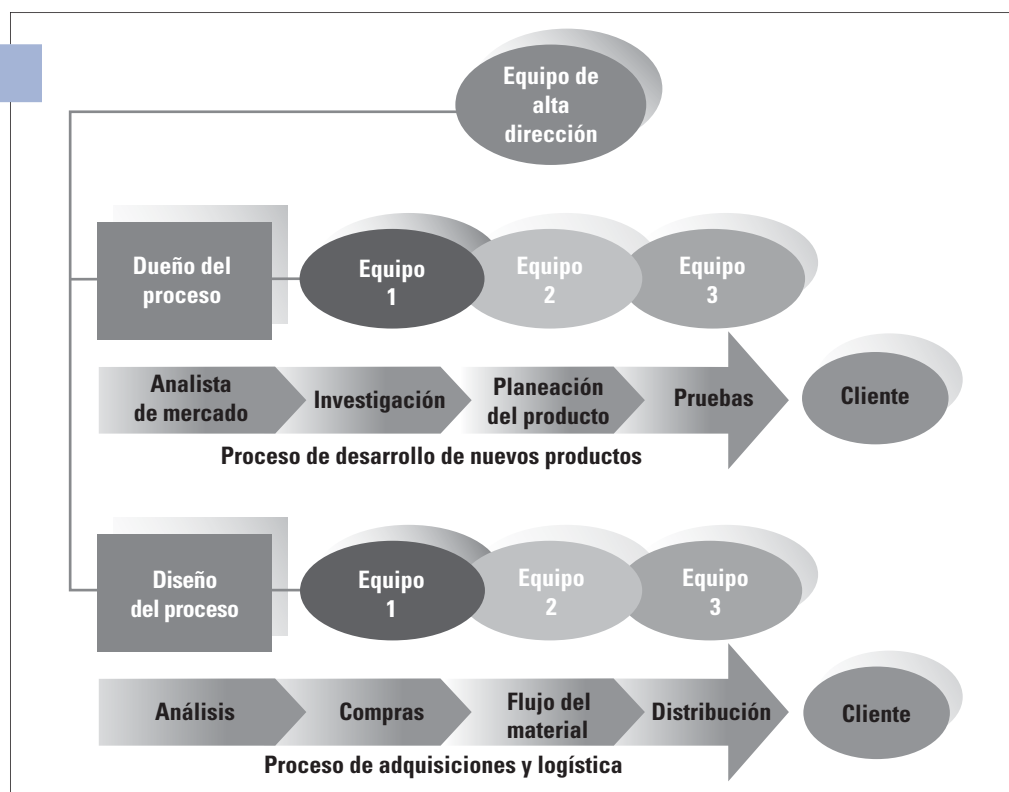 Equipo de
alta
dirección
Dueño del
proceso
Equipo
1
Equipo
2
Equipo
3
Analista
de mercado
Investigación
Planeación
del producto
Pruebas
Cliente
Proceso de desarrollo de nuevos productos
Diseño
del proceso
Equipo
1
Equipo
2
Equipo
3
Análisis
Compras
Flujo del
material
Distribución
Cliente
Proceso de adquisiciones y logística